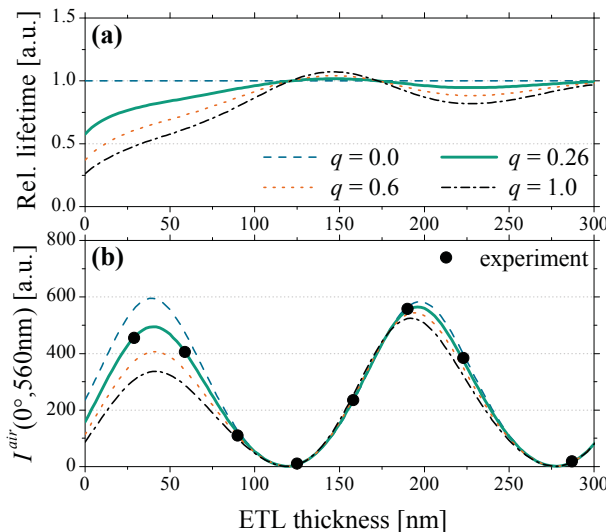 (a)
Rel. lifetime [a.u.]
1.5
1.0
0.5
0.0
q = 0.0
q = 0.26
q = 0.6
q = 1.0
0 50 100 150 200 250 300
(b)
experiment
I^air(0°,560nm) [a.u.]
800
600
400
200
0
0 50 100 150 200 250 300
ETL thickness [nm]